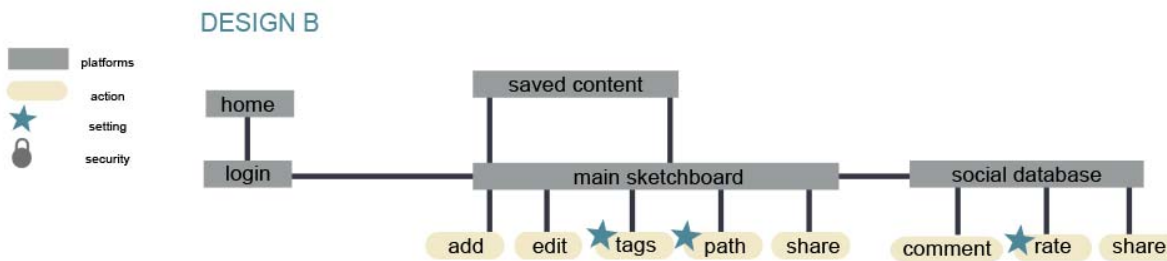 DESIGN B
platforms
action
setting
security
home
login
saved content
main sketchboard
social database
add
edit
tags
path
share
comment
rate
share